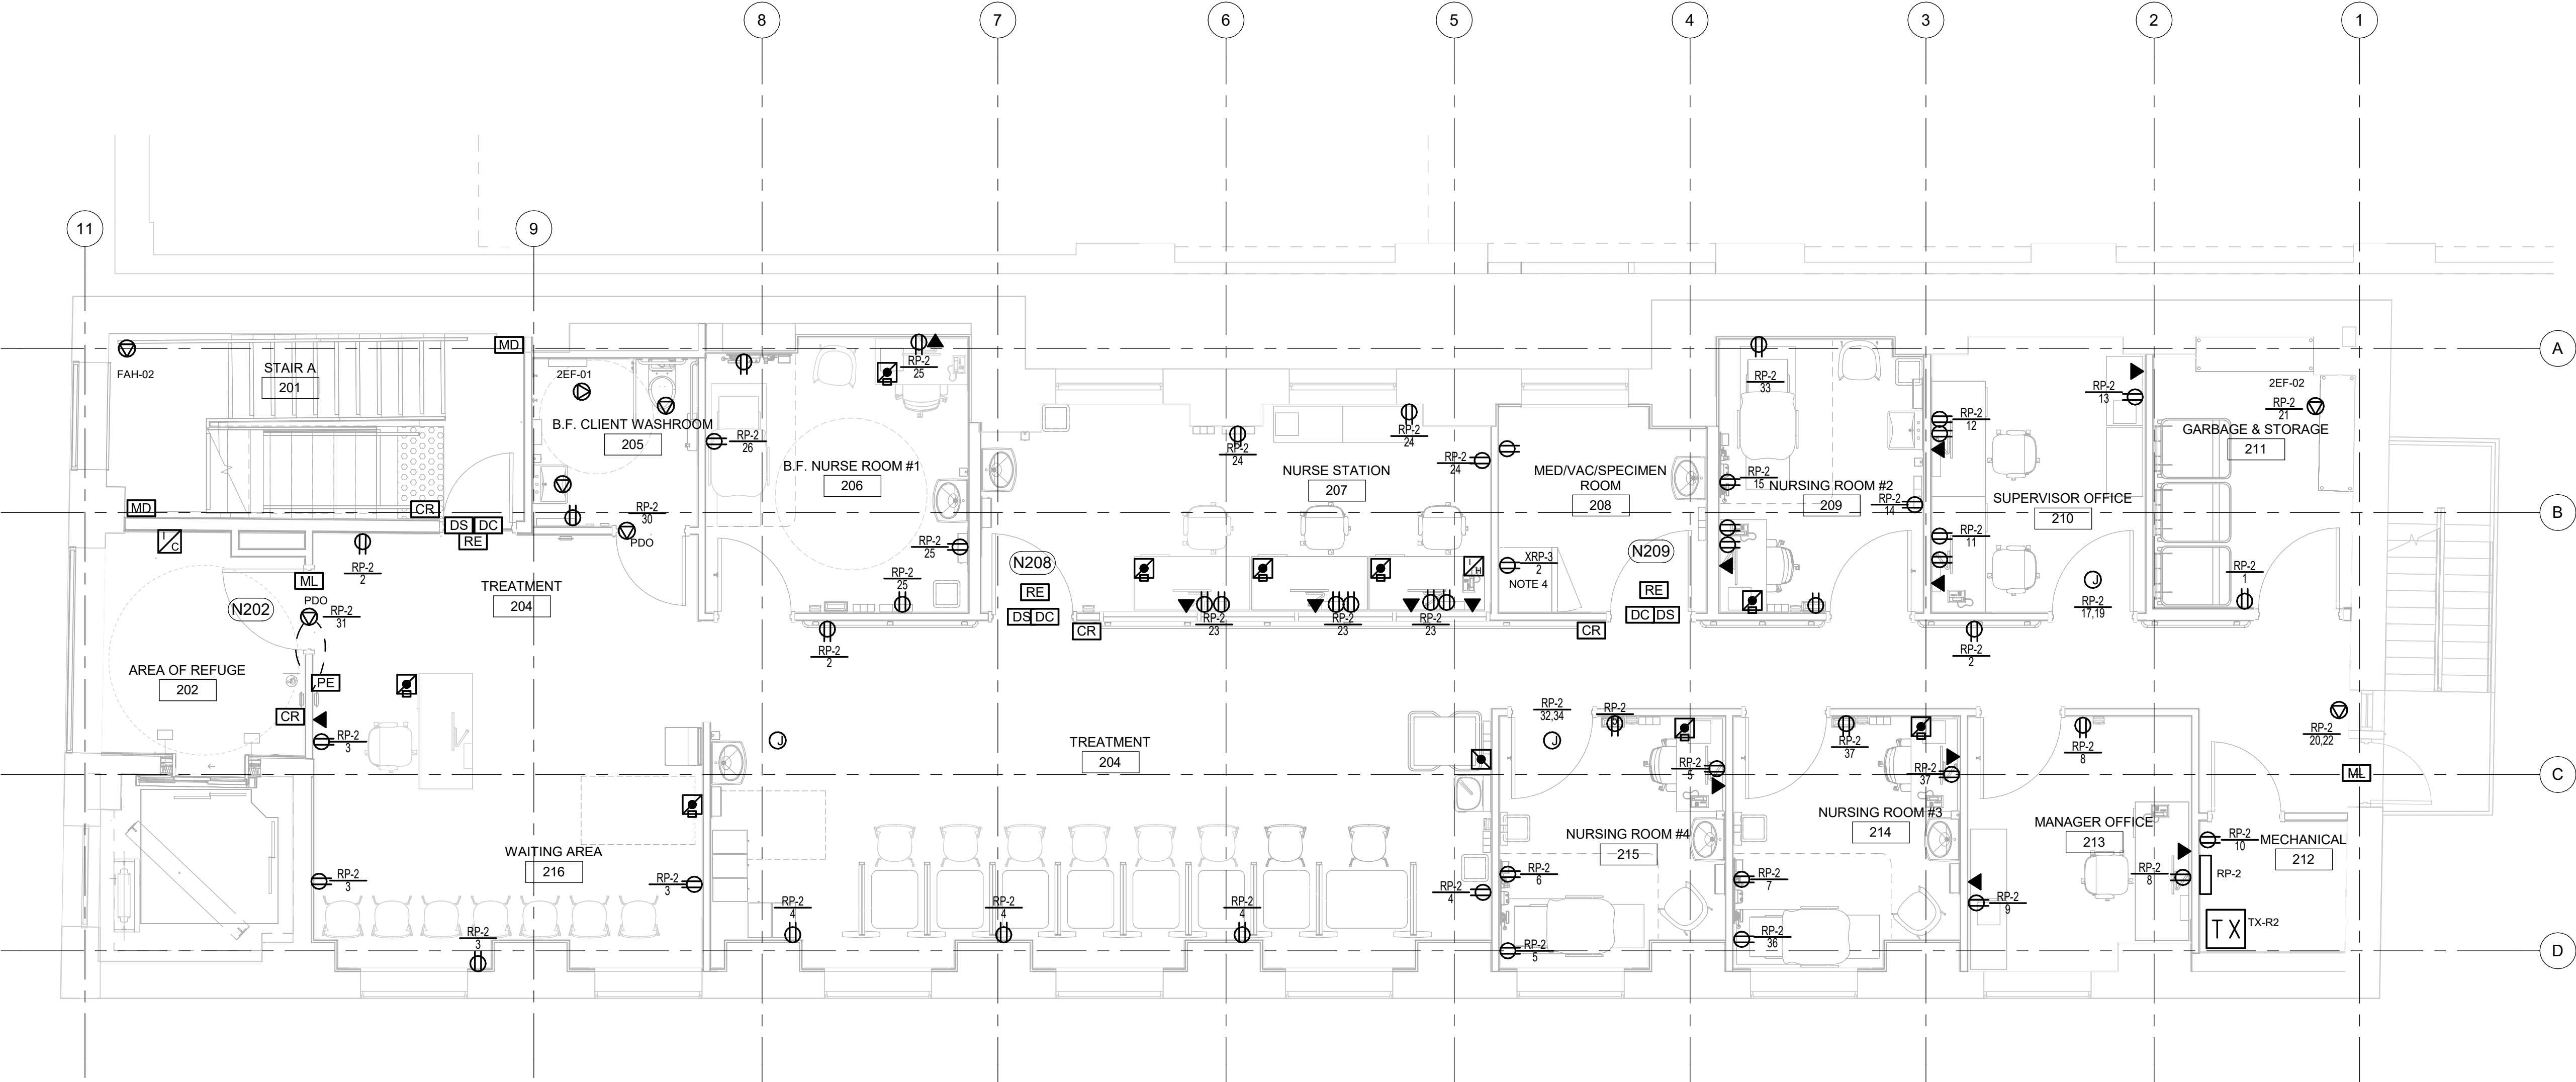 8
7
6
5
4
3
2
1
11
9
A
B
C
D
FAH-02
STAIR A
201
MD
MD
CR
DS
DC
RE
I
C
2EF-01
B.F. CLIENT WASHROOM
205
RP-2
30
PDO
RP-2
26
RP-2
25
B.F. NURSE ROOM #1
206
RP-2
25
RP-2
25
RP-2
2
RP-2
2
ML
PDO
RP-2
31
N202
AREA OF REFUGE
202
PE
CR
RP-2
3
TREATMENT
204
N208
RE
DS
DC
CR
RP-2
24
RP-2
24
RP-2
24
NURSE STATION
207
I
H
RP-2
23
RP-2
23
RP-2
23
MED/VAC/SPECIMEN
ROOM
208
XRP-3
2
NOTE 4
N209
RE
DC
DS
CR
RP-2
33
RP-2
15
NURSING ROOM #2
209
RP-2
14
RP-2
12
RP-2
13
SUPERVISOR OFFICE
210
RP-2
11
J
RP-2
17,19
RP-2
2
2EF-02
RP-2
21
GARBAGE & STORAGE
211
RP-2
1
RP-2
20,22
ML
TREATMENT
204
J
WAITING AREA
216
RP-2
3
RP-2
3
RP-2
3
RP-2
4
RP-2
4
RP-2
4
RP-2
4
RP-2
32,34
J
RP-2
RP-2
5
NURSING ROOM #4
215
RP-2
6
RP-2
5
RP-2
37
RP-2
37
NURSING ROOM #3
214
RP-2
7
RP-2
36
RP-2
8
MANAGER OFFICE
213
RP-2
8
RP-2
9
RP-2
10
MECHANICAL
212
RP-2
TX
TX-R2